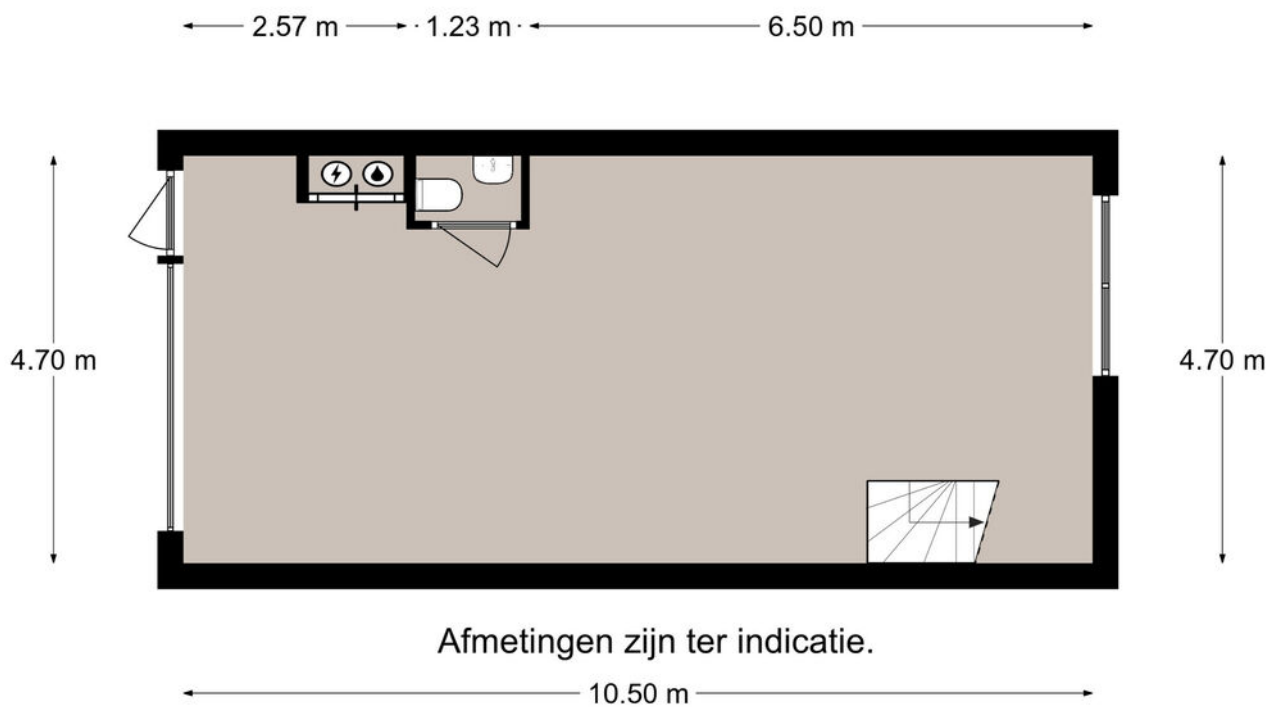 2.57 m
1.23 m
6.50 m
4.70 m
4.70 m
Afmetingen zijn ter indicatie.
10.50 m